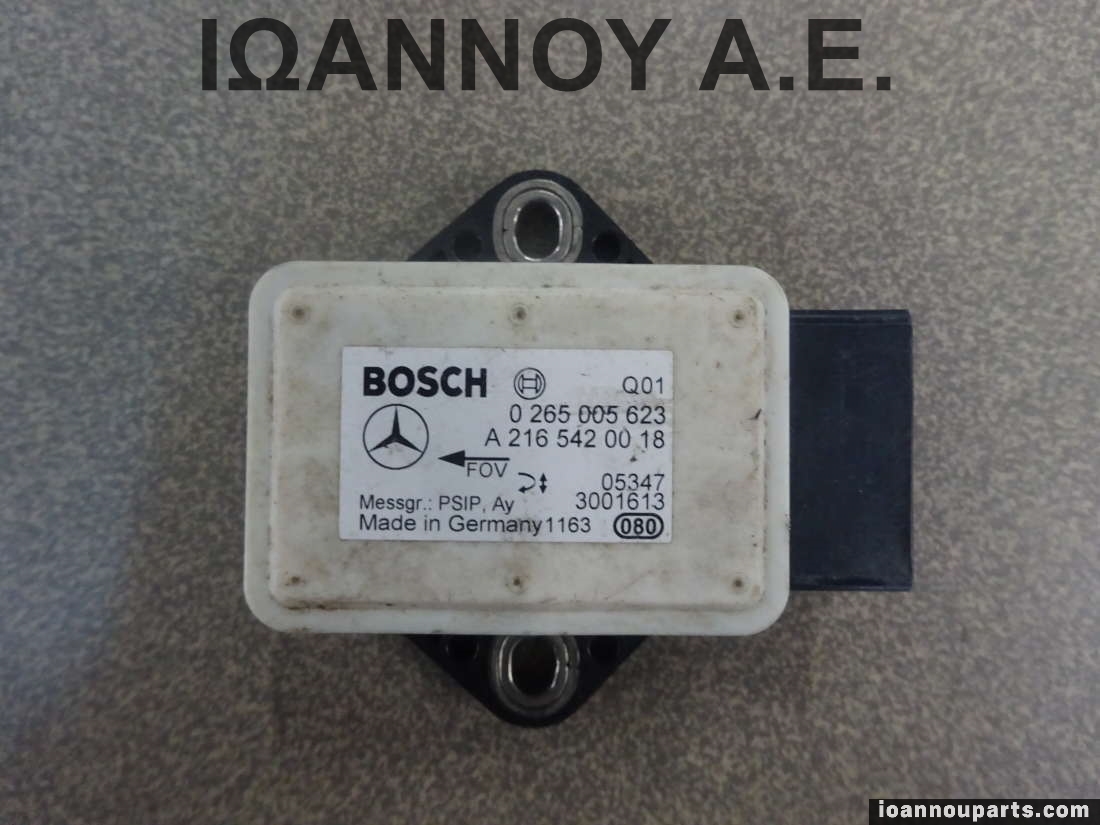 ΙΩΑΝΝΟΥ Α.Ε.
BOSCH Q01
0 265 005 623
A 216 542 00 18
FOV
05347
Messgr.: PSIP, Ay 3001613
Made in Germany 1163 080
ioannouparts.com